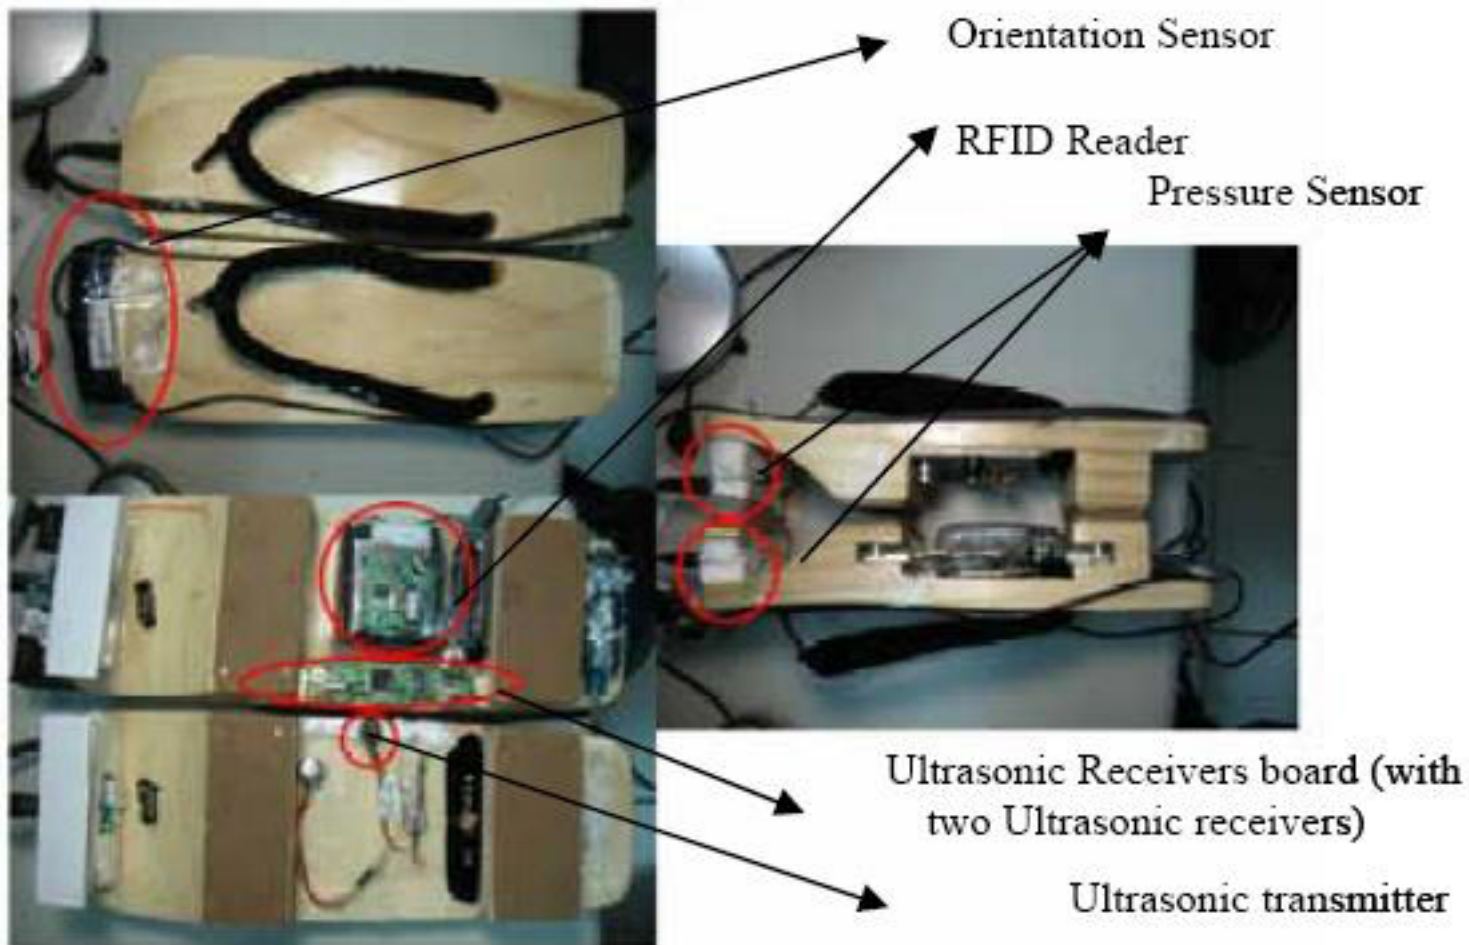 Orientation Sensor
RFID Reader
Pressure Sensor
Ultrasonic Receivers board (with
two Ultrasonic receivers)
Ultrasonic transmitter